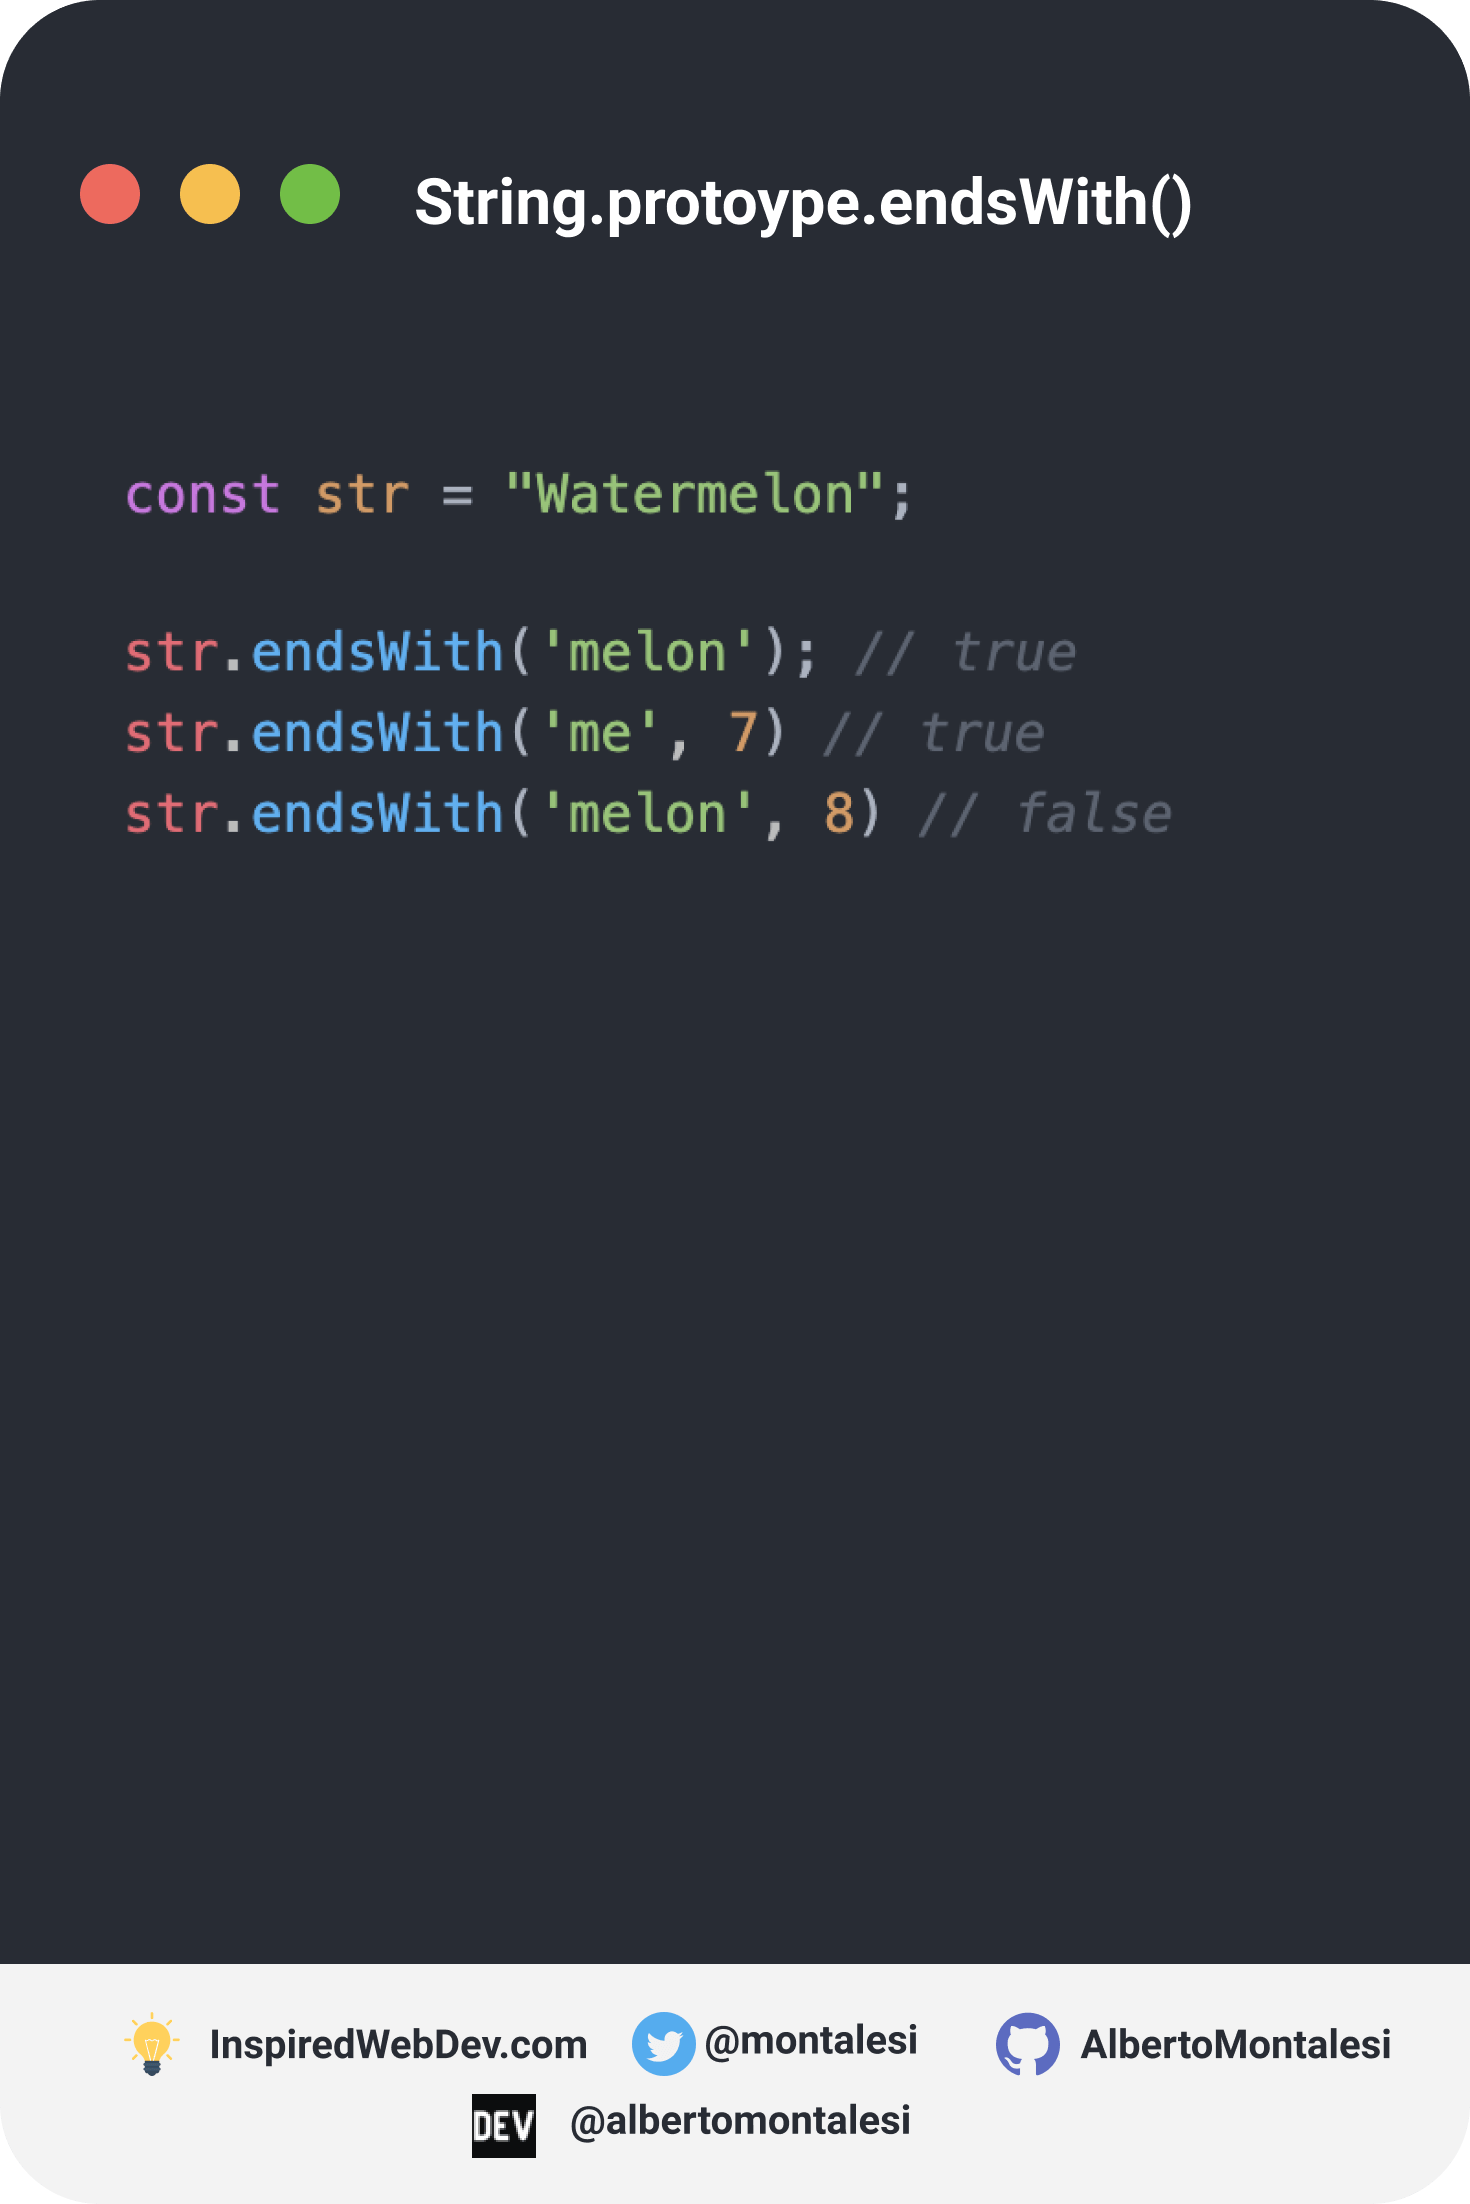 String.protoype.endsWith()
const str = "Watermelon";
str.endsWith('melon'); // true
str.endsWith('me', 7) // true
str.endsWith('melon', 8) // false
InspiredWebDev.com @montalesi AlbertoMontalesi
DEV @albertomontalesi